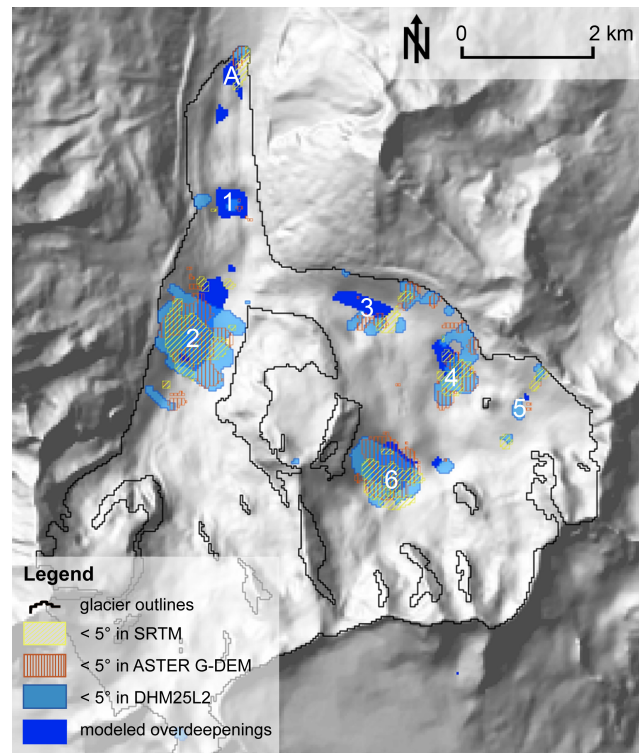 N
0 2 km
A
1
3
2
4
5
6
Legend
glacier outlines
< 5° in SRTM
< 5° in ASTER G-DEM
< 5° in DHM25L2
modeled overdeepenings